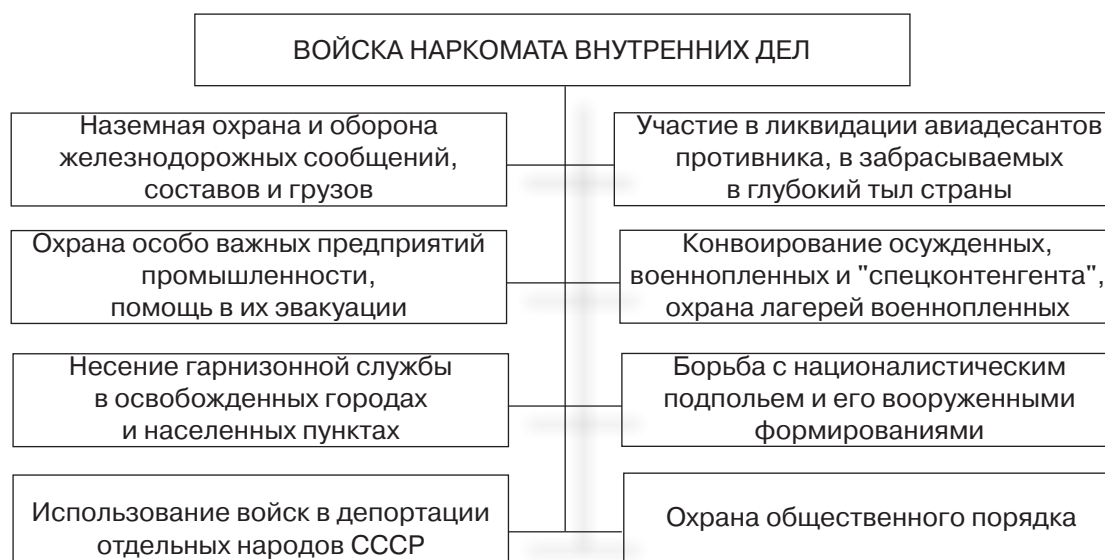 ВОЙСКА НАРКОМАТА ВНУТРЕННИХ ДЕЛ
Наземная охрана и оборона
железнодорожных сообщений,
составов и грузов
Участие в ликвидации авиадесантов
противника, в забрасываемых
в глубокий тыл страны
Охрана особо важных предприятий
промышленности,
помощь в их эвакуации
Конвоирование осужденных,
военнопленных и "спецконтенгента",
охрана лагерей военнопленных
Несение гарнизонной службы
в освобожденных городах
и населенных пунктах
Борьба с националистическим
подпольем и его вооруженными
формированиями
Использование войск в депортации
отдельных народов СССР
Охрана общественного порядка